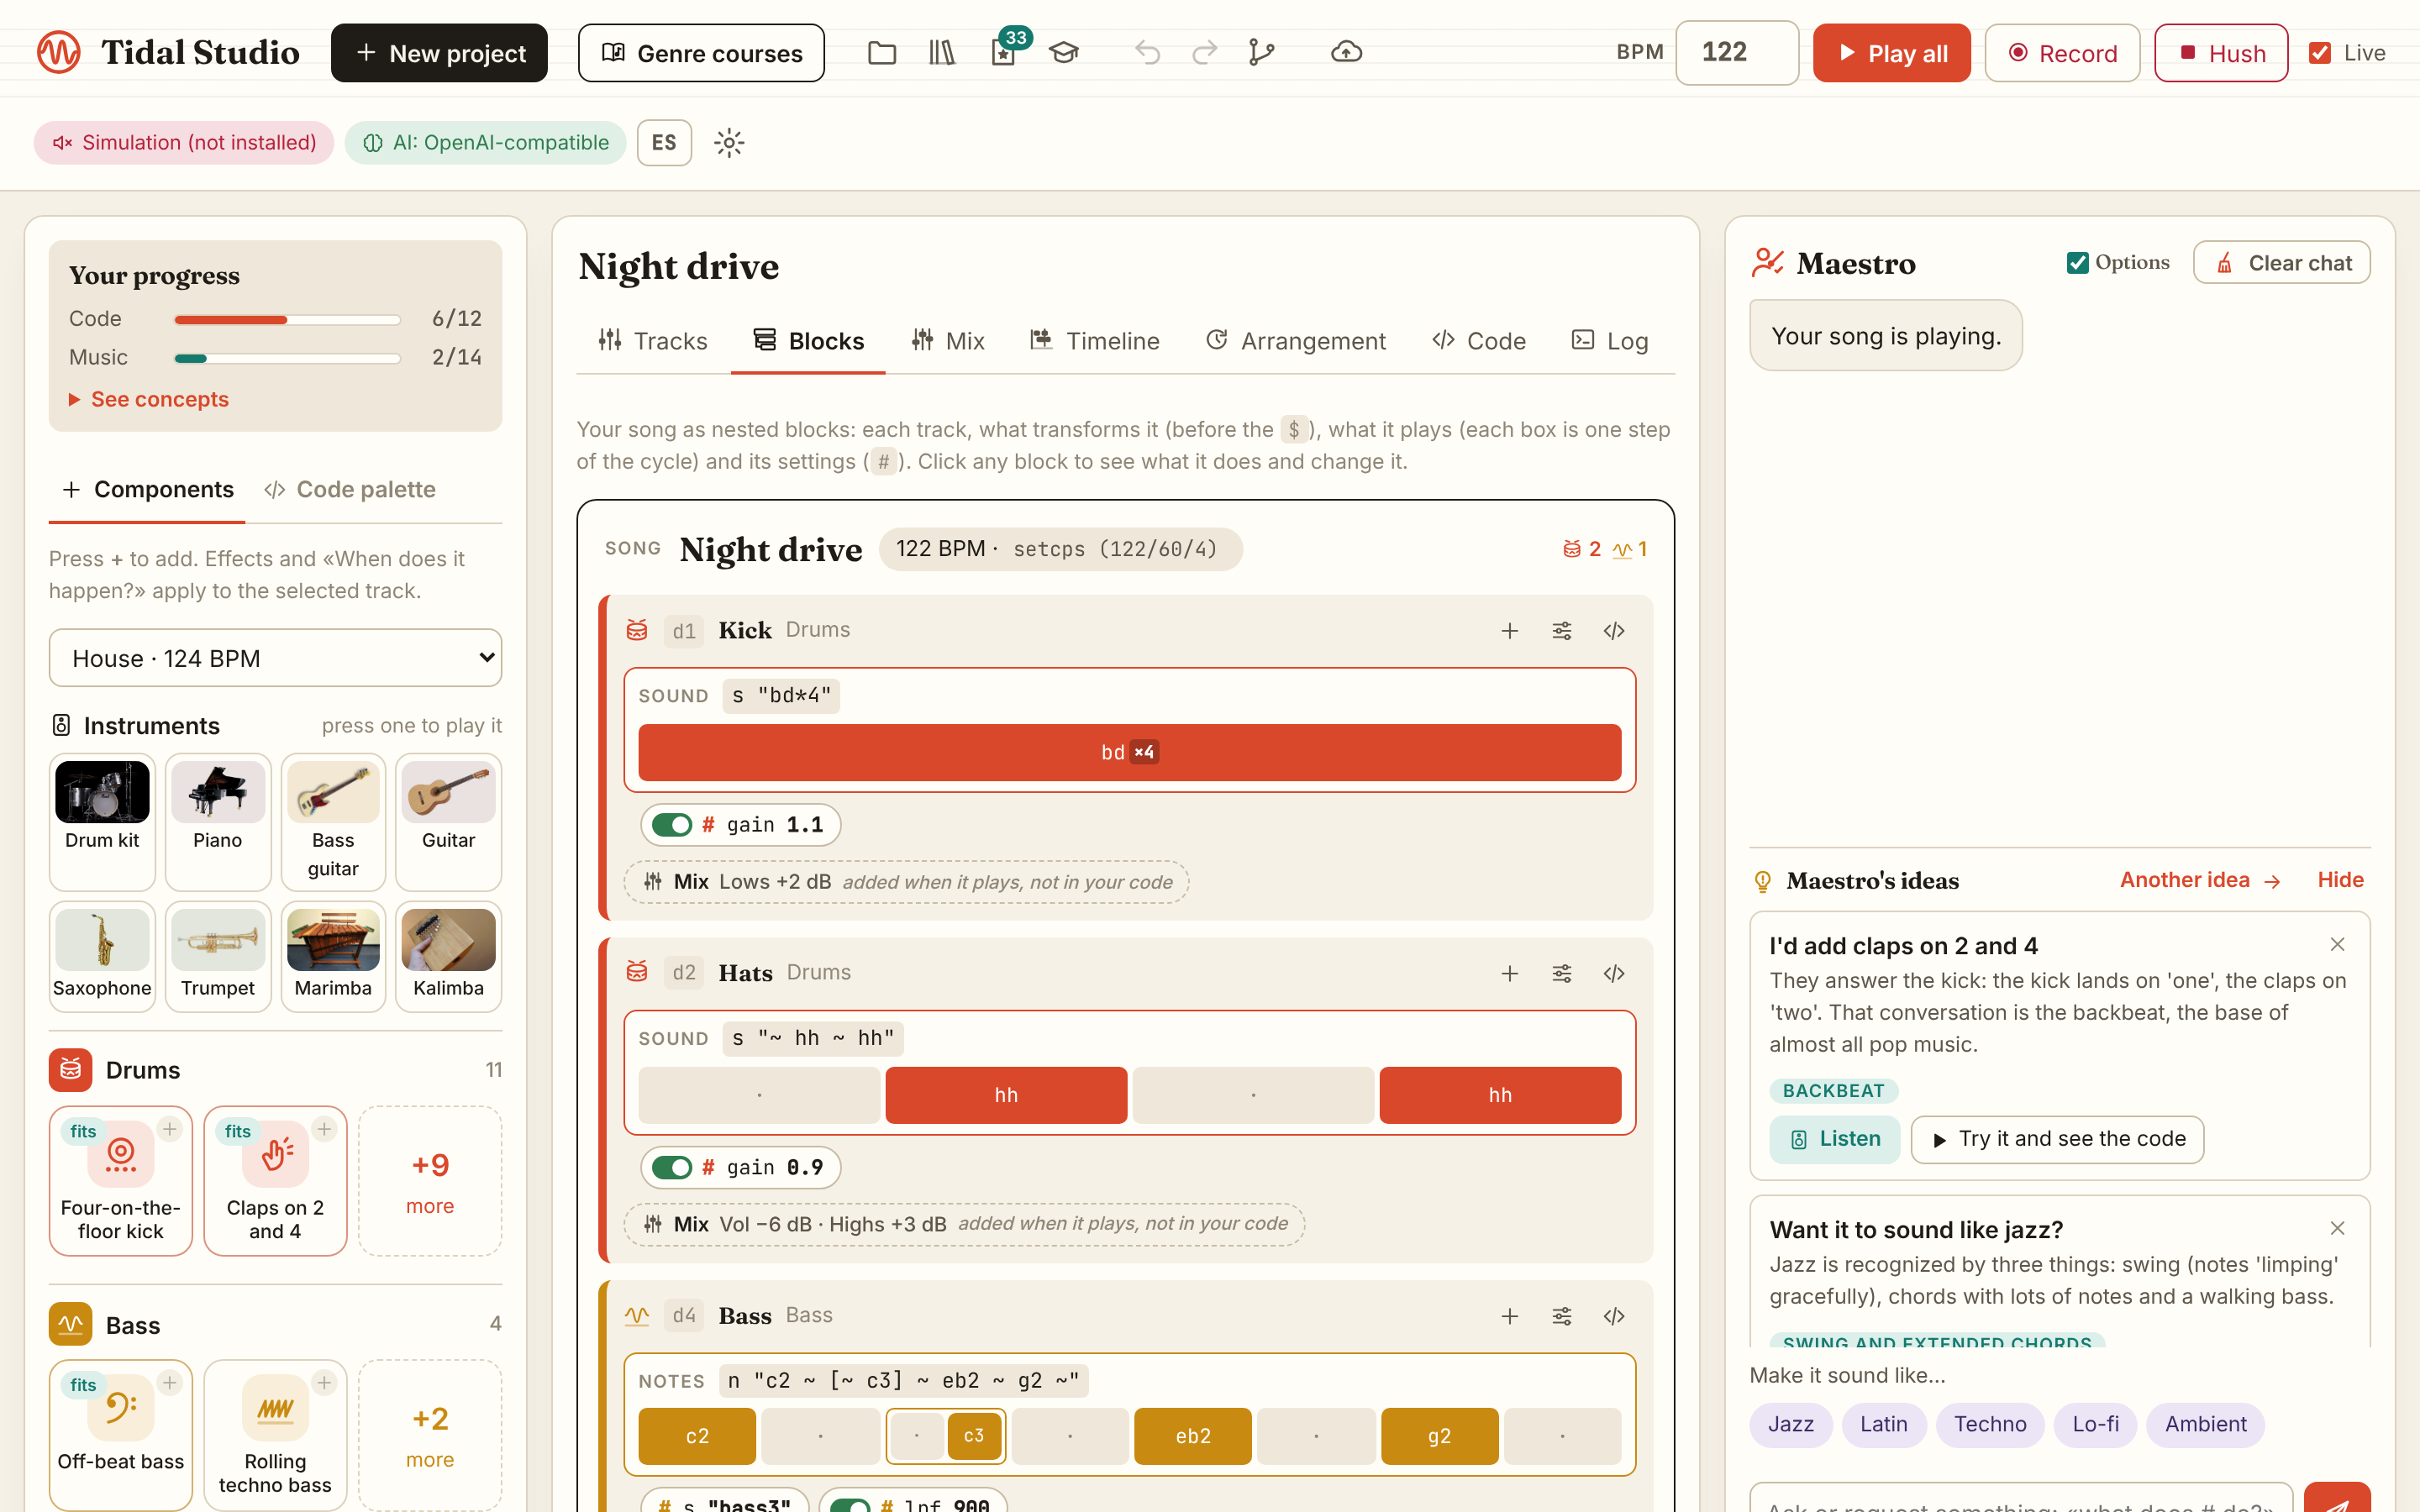 Tidal Studio
New project
Genre courses
33
BPM
122
Play all
Record
Hush
Live
Simulation (not installed)
AI: OpenAI-compatible
ES
Your progress
Code 6/12
Music 2/14
See concepts
Components
Code palette
Press + to add. Effects and «When does it
happen?» apply to the selected track.
House · 124 BPM
Instruments
press one to play it
Drum kit
Piano
Bass
guitar
Guitar
Saxophone
Trumpet
Marimba
Kalimba
Drums
11
fits
Four-on-the-
floor kick
fits
Claps on 2
and 4
+9
more
Bass
4
fits
Off-beat bass
Rolling
techno bass
+2
more
Night drive
Tracks
Blocks
Mix
Timeline
Arrangement
Code
Log
Your song as nested blocks: each track, what transforms it (before the $), what it plays (each box is one step
of the cycle) and its settings (#). Click any block to see what it does and change it.
SONG
Night drive
122 BPM · setcps (122/60/4)
2
1
d1 Kick Drums
SOUND s "bd*4"
bd ×4
# gain 1.1
Mix Lows +2 dB added when it plays, not in your code
d2 Hats Drums
SOUND s "~ hh ~ hh"
· hh · hh
# gain 0.9
Mix Vol −6 dB · Highs +3 dB added when it plays, not in your code
d4 Bass Bass
NOTES n "c2 ~ [~ c3] ~ eb2 ~ g2 ~"
c2 · · c3 · eb2 · g2 ·
# s "bass3" # lpf 900
Maestro
Options
Clear chat
Your song is playing.
Maestro's ideas
Another idea →
Hide
I'd add claps on 2 and 4
They answer the kick: the kick lands on 'one', the claps on
'two'. That conversation is the backbeat, the base of
almost all pop music.
BACKBEAT
Listen
Try it and see the code
Want it to sound like jazz?
Jazz is recognized by three things: swing (notes 'limping'
gracefully), chords with lots of notes and a walking bass.
SWING AND EXTENDED CHORDS
Make it sound like...
Jazz
Latin
Techno
Lo-fi
Ambient
Ask or request something: «what does # do?»